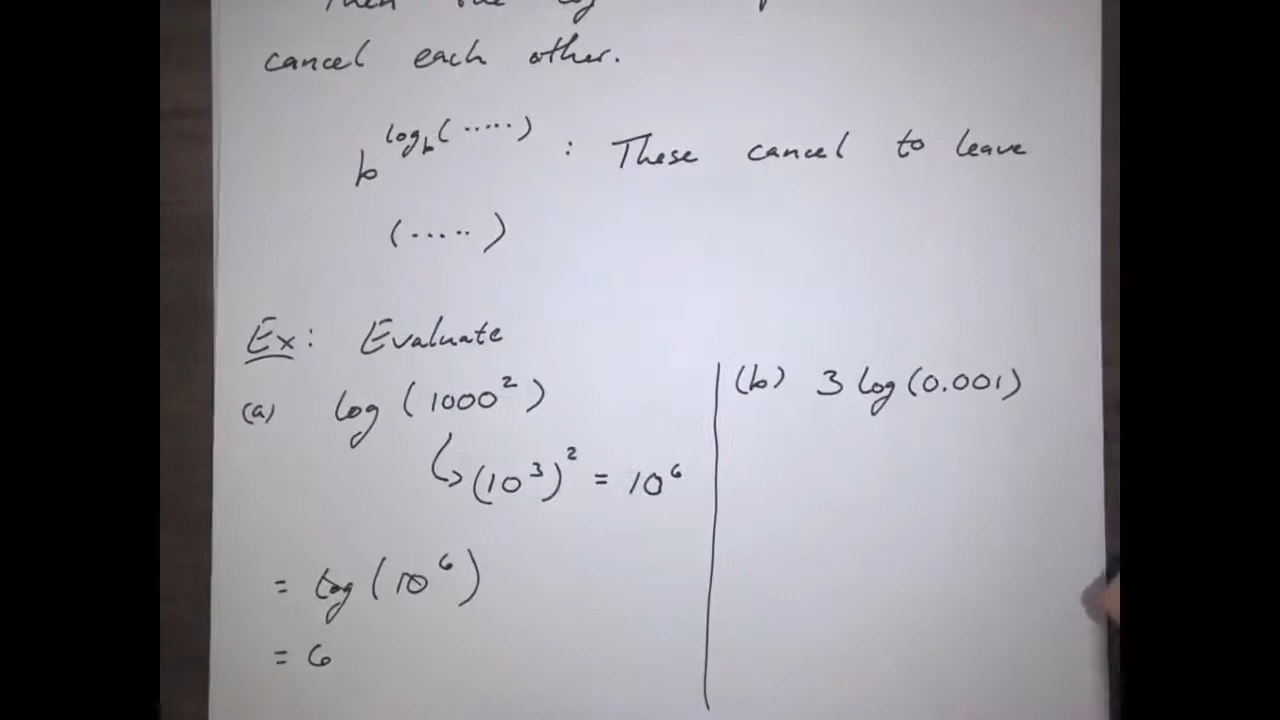 cancel each other.
b^{log_b(.....)} : These cancel to leave
(.....)
Ex: Evaluate
(a) log(1000²)
↳ (10³)² = 10⁶
= log(10⁶)
= 6
(b) 3 log(0.001)